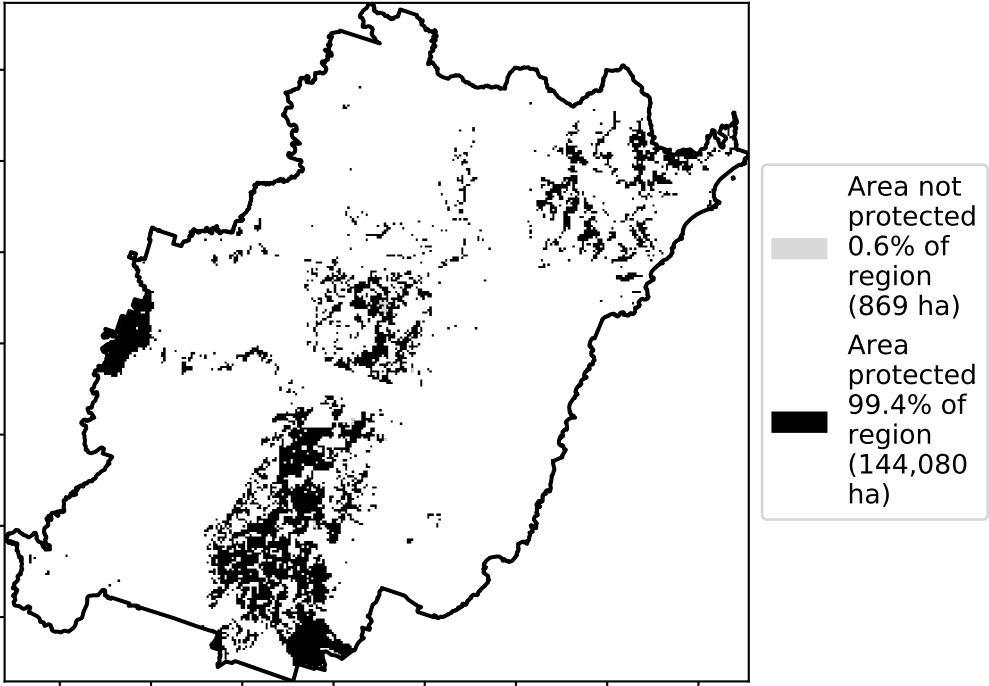 Area not
protected
0.6% of
region
(869 ha)
Area
protected
99.4% of
region
(144,080
ha)